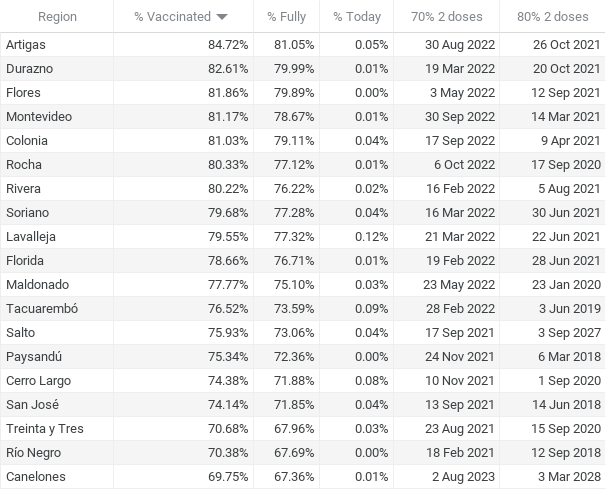 Region % Vaccinated % Fully % Today 70% 2 doses 80% 2 doses
Artigas 84.72% 81.05% 0.05% 30 Aug 2022 26 Oct 2021
Durazno 82.61% 79.99% 0.01% 19 Mar 2022 20 Oct 2021
Flores 81.86% 79.89% 0.00% 3 May 2022 12 Sep 2021
Montevideo 81.17% 78.67% 0.01% 30 Sep 2022 14 Mar 2021
Colonia 81.03% 79.11% 0.04% 17 Sep 2022 9 Apr 2021
Rocha 80.33% 77.12% 0.01% 6 Oct 2022 17 Sep 2020
Rivera 80.22% 76.22% 0.02% 16 Feb 2022 5 Aug 2021
Soriano 79.68% 77.28% 0.04% 16 Mar 2022 30 Jun 2021
Lavalleja 79.55% 77.32% 0.12% 21 Mar 2022 22 Jun 2021
Florida 78.66% 76.71% 0.01% 19 Feb 2022 28 Jun 2021
Maldonado 77.77% 75.10% 0.03% 23 May 2022 23 Jan 2020
Tacuarembó 76.52% 73.59% 0.09% 28 Feb 2022 3 Jun 2019
Salto 75.93% 73.06% 0.04% 17 Sep 2021 3 Sep 2027
Paysandú 75.34% 72.36% 0.00% 24 Nov 2021 6 Mar 2018
Cerro Largo 74.38% 71.88% 0.08% 10 Nov 2021 1 Sep 2020
San José 74.14% 71.85% 0.04% 13 Sep 2021 14 Jun 2018
Treinta y Tres 70.68% 67.96% 0.03% 23 Aug 2021 15 Sep 2020
Río Negro 70.38% 67.69% 0.00% 18 Feb 2021 12 Sep 2018
Canelones 69.75% 67.36% 0.01% 2 Aug 2023 3 Mar 2028